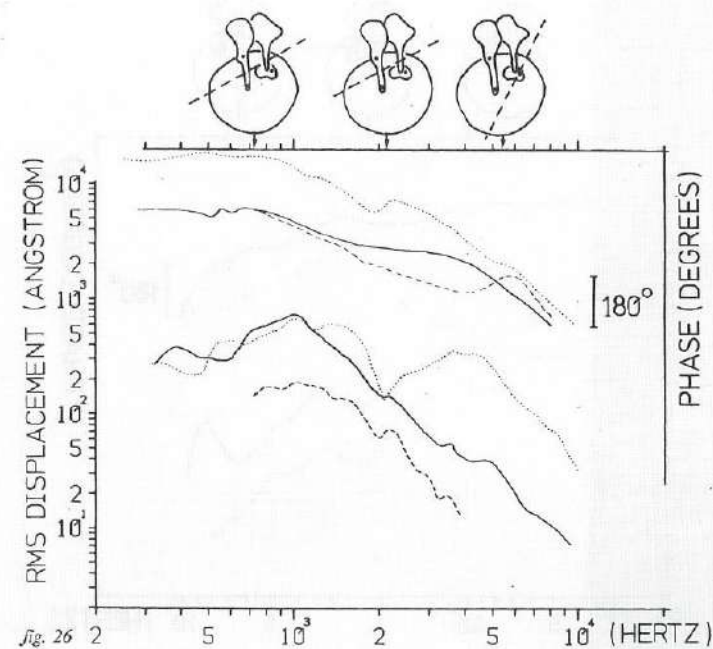 RMS DISPLACEMENT (ANGSTROM)
10⁴
5
2
10³
5
2
10²
5
2
10¹
180°
PHASE (DEGREES)
2 5 10³ 2 5 10⁴ (HERTZ)
fig. 26